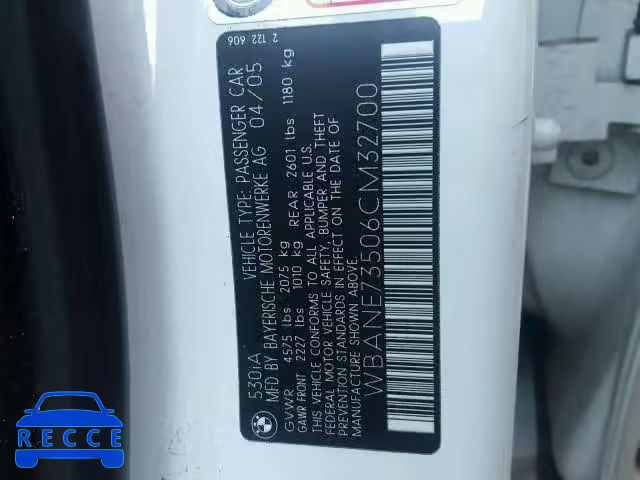 530iA VEHICLE TYPE: PASSENGER CAR
MFD BY BAYERISCHE MOTORENWERKE AG 04/05
GVWR 4575 lbs 2075 kg
GAWR FRONT 2227 lbs 1010 kg REAR 2601 lbs 1180 kg
THIS VEHICLE CONFORMS TO ALL APPLICABLE U.S.
FEDERAL MOTOR VEHICLE SAFETY, BUMPER AND THEFT
PREVENTION STANDARDS IN EFFECT ON THE DATE OF
MANUFACTURE SHOWN ABOVE.
WBANE73506CM32700
2 122 606
BMW
RECCE